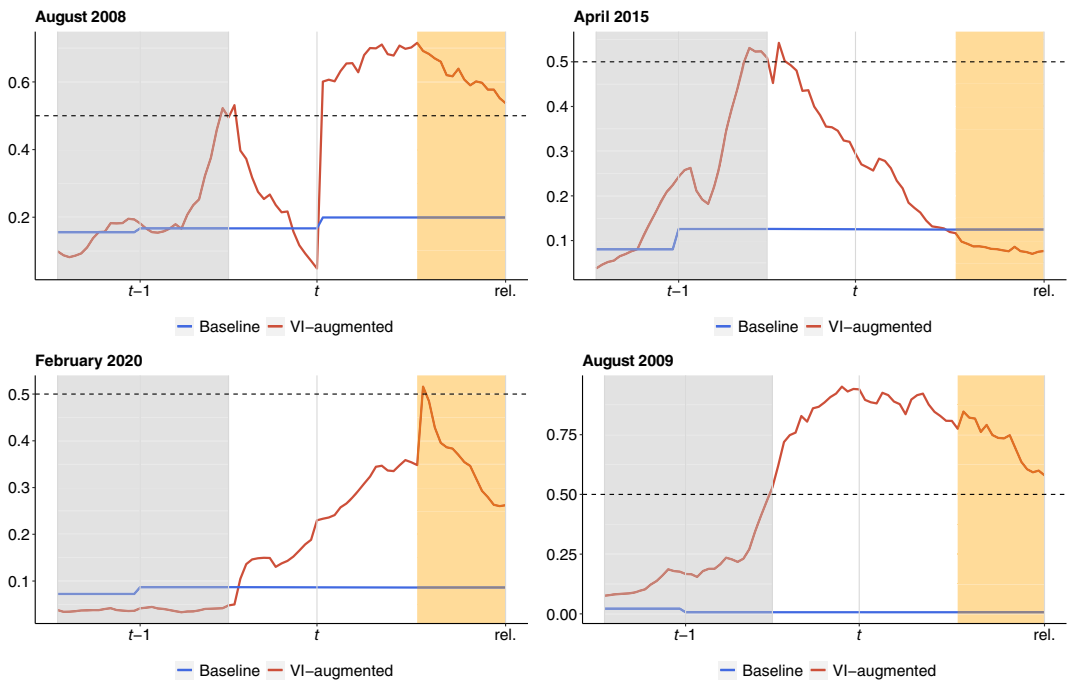 August 2008
0.6
0.4
0.2
t−1 t rel.
Baseline VI−augmented
April 2015
0.5
0.4
0.3
0.2
0.1
t−1 t rel.
Baseline VI−augmented
February 2020
0.5
0.4
0.3
0.2
0.1
t−1 t rel.
Baseline VI−augmented
August 2009
0.75
0.50
0.25
0.00
t−1 t rel.
Baseline VI−augmented